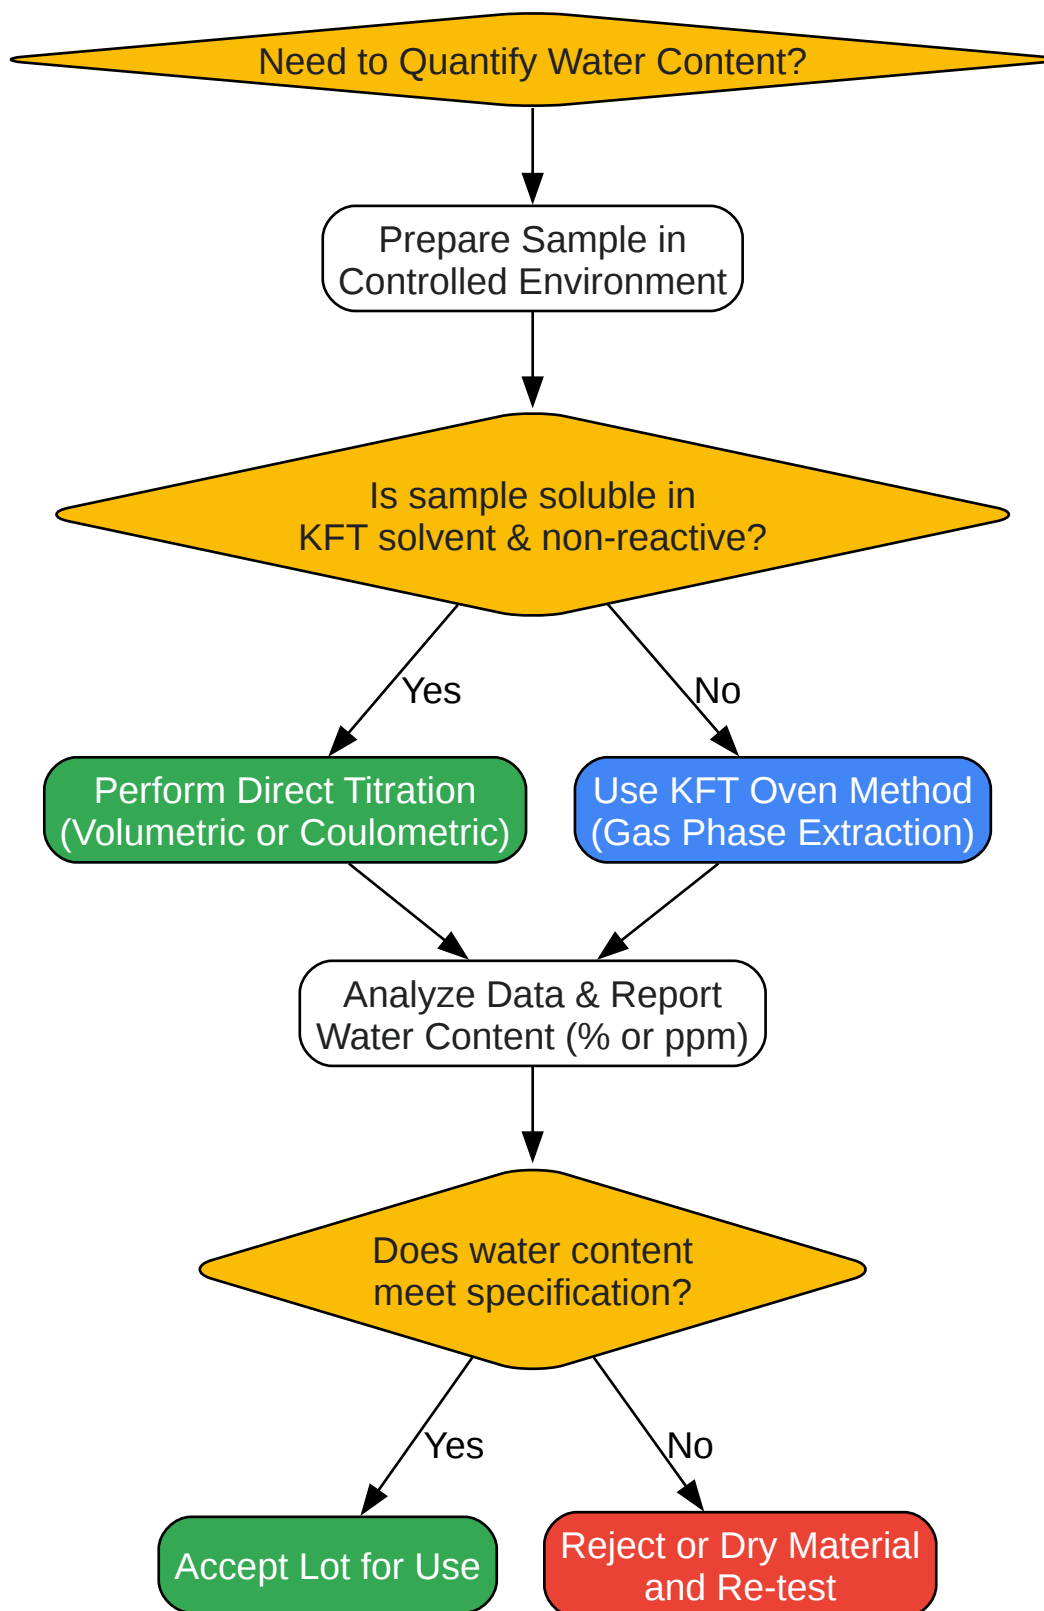 Need to Quantify Water Content?
Prepare Sample in
Controlled Environment
Is sample soluble in
KFT solvent & non-reactive?
Yes
No
Perform Direct Titration
(Volumetric or Coulometric)
Use KFT Oven Method
(Gas Phase Extraction)
Analyze Data & Report
Water Content (% or ppm)
Does water content
meet specification?
Yes
No
Accept Lot for Use
Reject or Dry Material
and Re-test